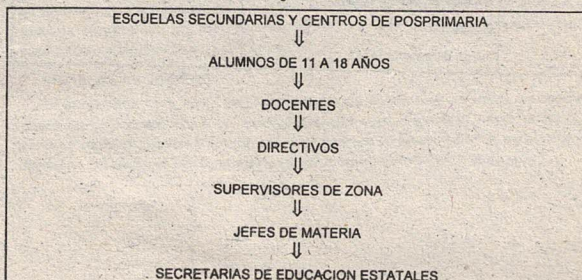 ESCUELAS SECUNDARIAS Y CENTROS DE POSPRIMARIA
⇓
ALUMNOS DE 11 A 18 AÑOS
⇓
DOCENTES
⇓
DIRECTIVOS
⇓
SUPERVISORES DE ZONA
⇓
JEFES DE MATERIA
⇓
SECRETARIAS DE EDUCACION ESTATALES